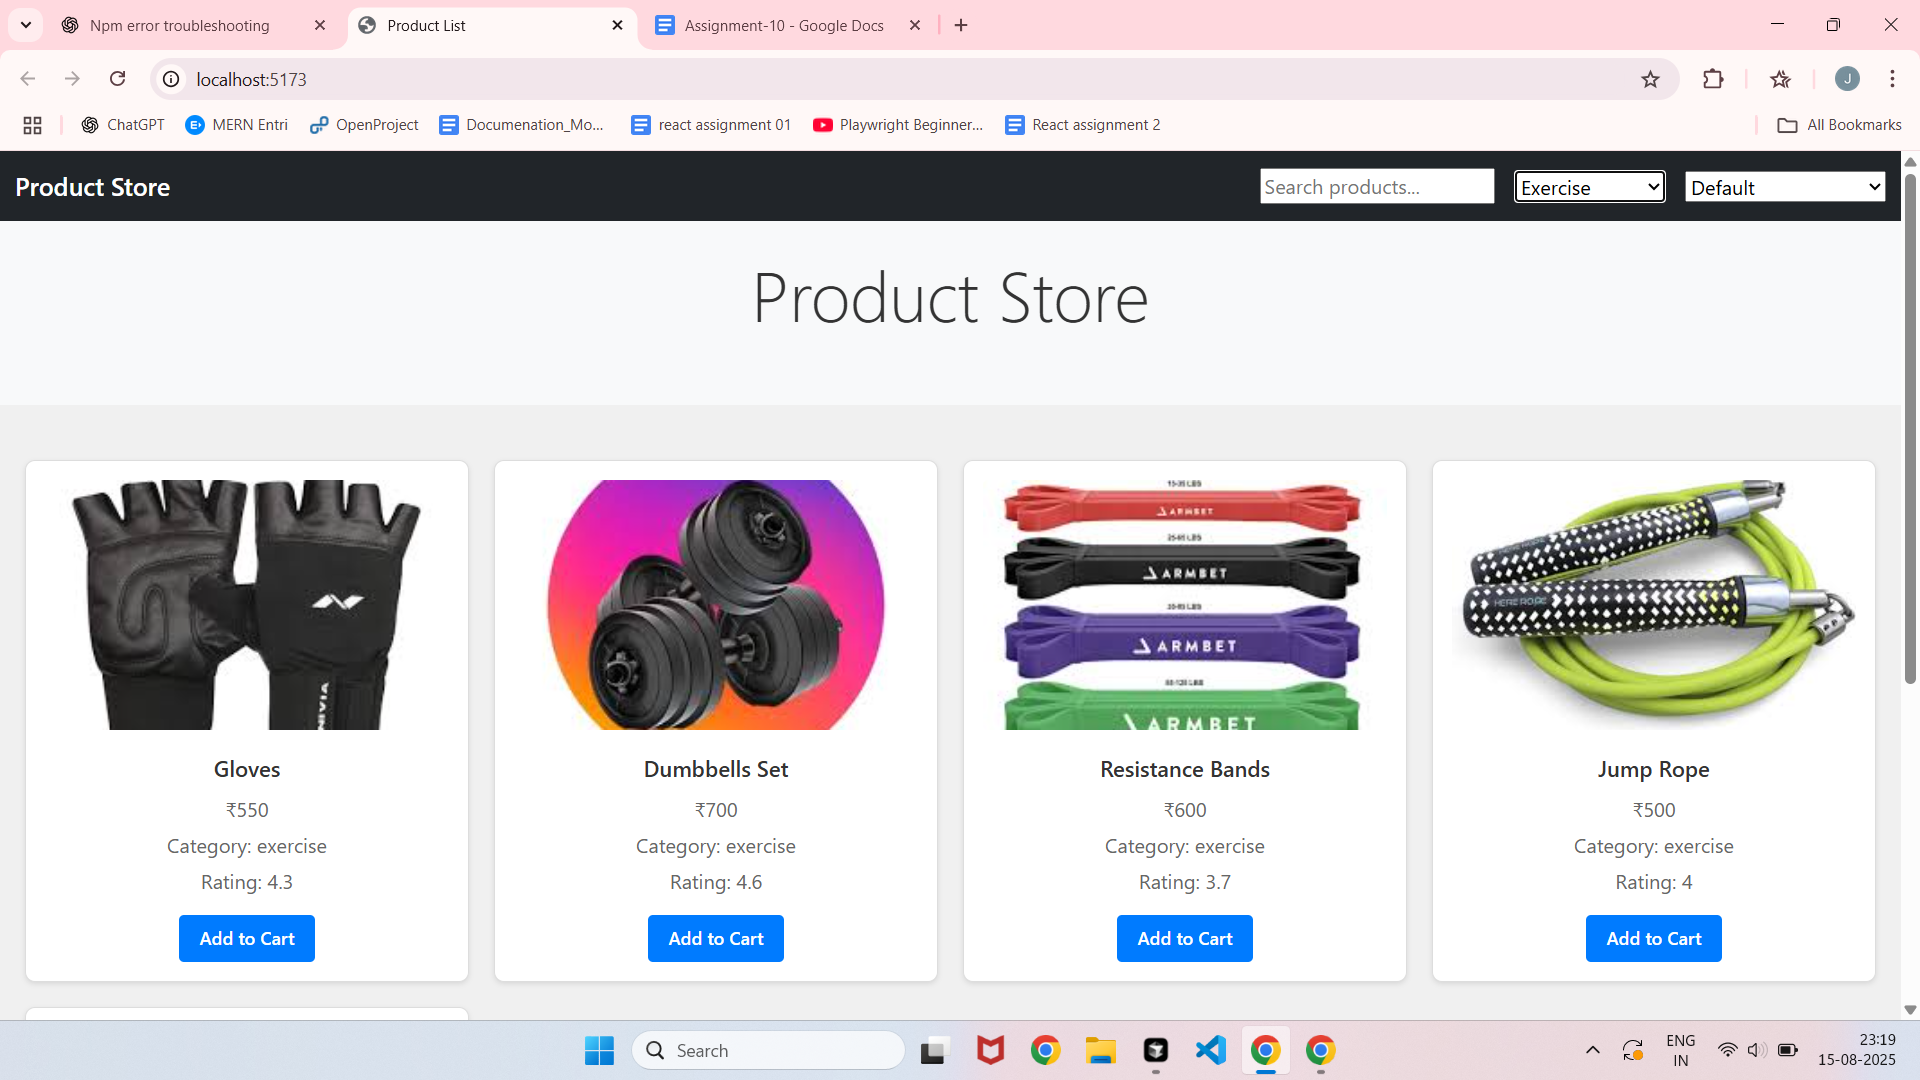 Npm error troubleshooting
Product List
Assignment-10 - Google Docs
localhost:5173
J
ChatGPT
MERN Entri
OpenProject
Documenation_Mo...
react assignment 01
Playwright Beginner...
React assignment 2
All Bookmarks
Product Store
Search products...
Exercise
Default
Product Store
NIVIA
ARMBET
ARMBET
ARMBET
ARMBET
HERE ROPE
Gloves
₹550
Category: exercise
Rating: 4.3
Add to Cart
Dumbbells Set
₹700
Category: exercise
Rating: 4.6
Add to Cart
Resistance Bands
₹600
Category: exercise
Rating: 3.7
Add to Cart
Jump Rope
₹500
Category: exercise
Rating: 4
Add to Cart
Search
ENG
IN
23:19
15-08-2025